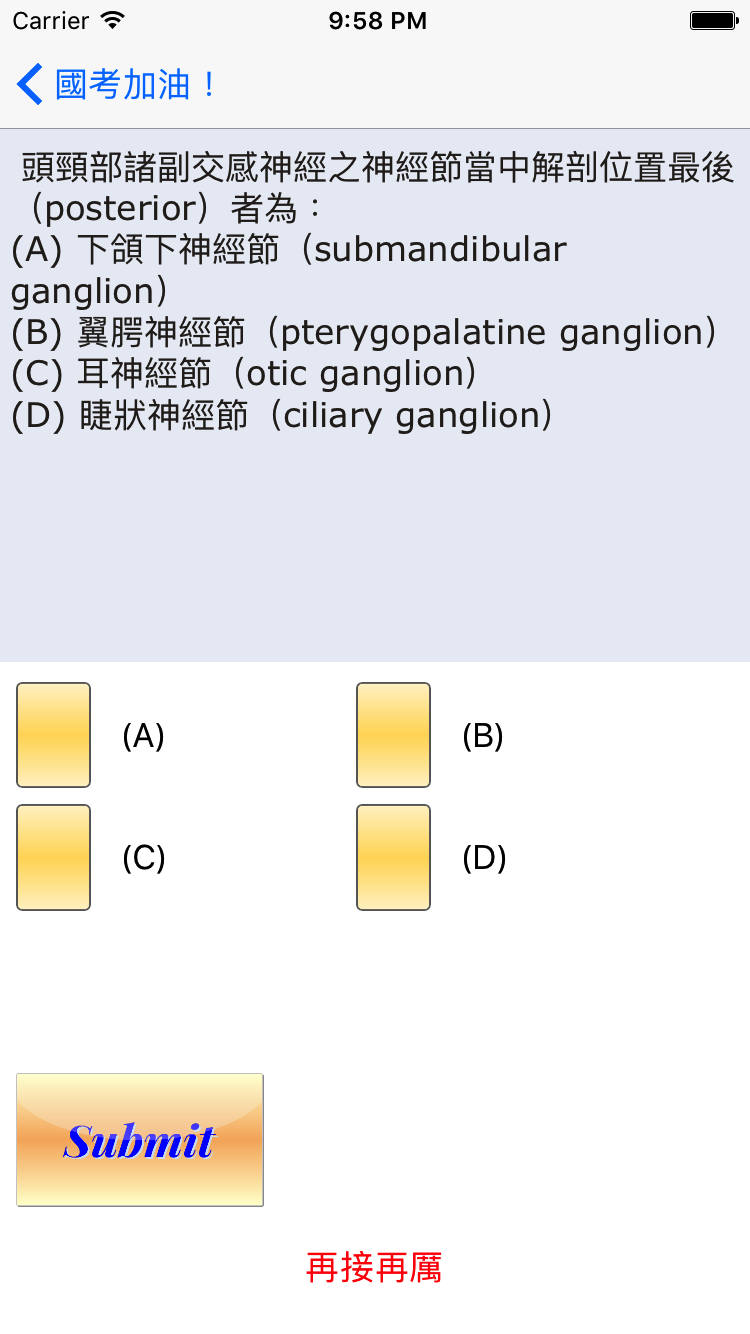 Carrier 9:58 PM
國考加油！
頭頸部諸副交感神經之神經節當中解剖位置最後
（posterior）者為：
(A) 下頜下神經節（submandibular
ganglion）
(B) 翼腭神經節（pterygopalatine ganglion）
(C) 耳神經節（otic ganglion）
(D) 睫狀神經節（ciliary ganglion）
(A) (B)
(C) (D)
Submit
再接再厲